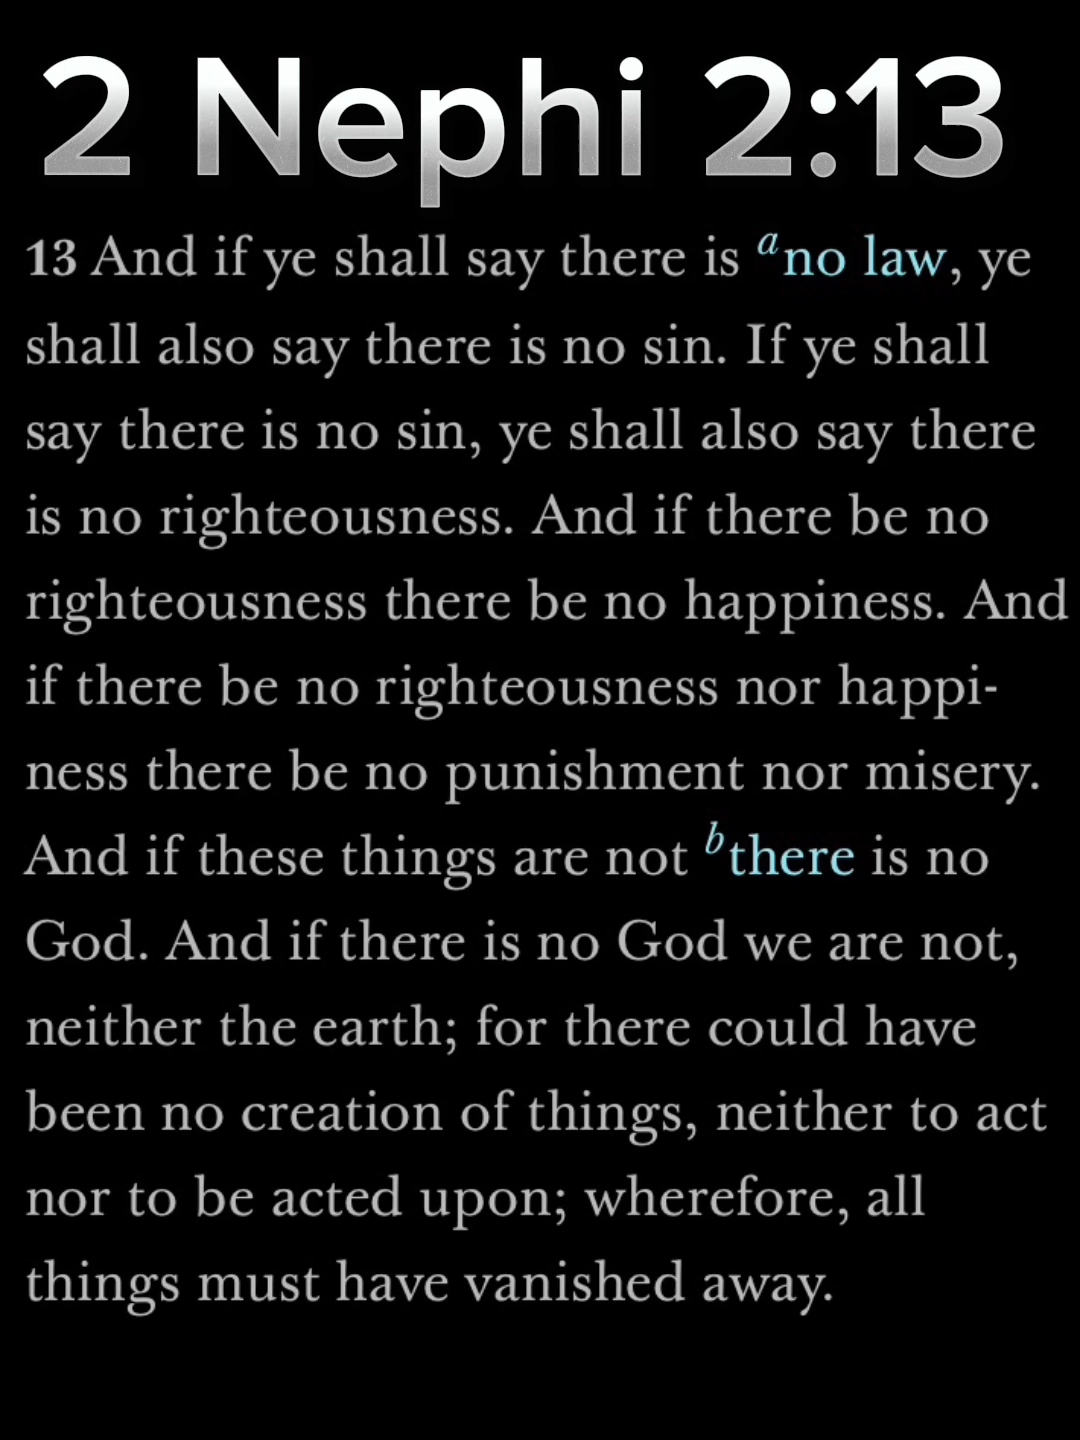 2 Nephi 2:13
13 And if ye shall say there is a no law, ye
shall also say there is no sin. If ye shall
say there is no sin, ye shall also say there
is no righteousness. And if there be no
righteousness there be no happiness. And
if there be no righteousness nor happi-
ness there be no punishment nor misery.
And if these things are not b there is no
God. And if there is no God we are not,
neither the earth; for there could have
been no creation of things, neither to act
nor to be acted upon; wherefore, all
things must have vanished away.